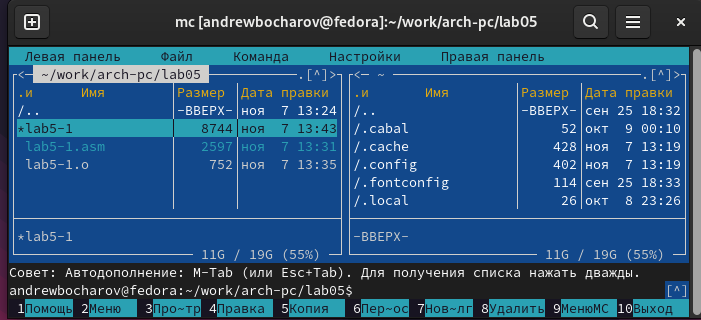 mc [andrewbocharov@fedora]:~/work/arch-pc/lab05
Левая панель Файл Команда Настройки Правая панель
<─ ~/work/arch-pc/lab05 .[^]> <─ ~ .[^]>
.и Имя Размер Дата правки .и Имя Размер Дата правки
/.. -ВВЕРХ- ноя 7 13:24 /.. -ВВЕРХ- сен 25 18:32
*lab5-1 8744 ноя 7 13:43 /.cabal 52 окт 9 00:10
lab5-1.asm 2597 ноя 7 13:31 /.cache 428 ноя 7 13:19
lab5-1.o 752 ноя 7 13:35 /.config 402 ноя 7 13:19
/.fontconfig 114 сен 25 18:33
/.local 26 окт 8 23:26
*lab5-1 -ВВЕРХ-
11G / 19G (55%) 11G / 19G (55%)
Совет: Автодополнение: M-Tab (или Esc+Tab). Для получения списка нажать дважды.
andrewbocharov@fedora:~/work/arch-pc/lab05$ [^]
1Помощь 2Меню 3Про~тр 4Правка 5Копия 6Пер~ос 7Нов~лг 8Удалить 9МенюМС 10Выход